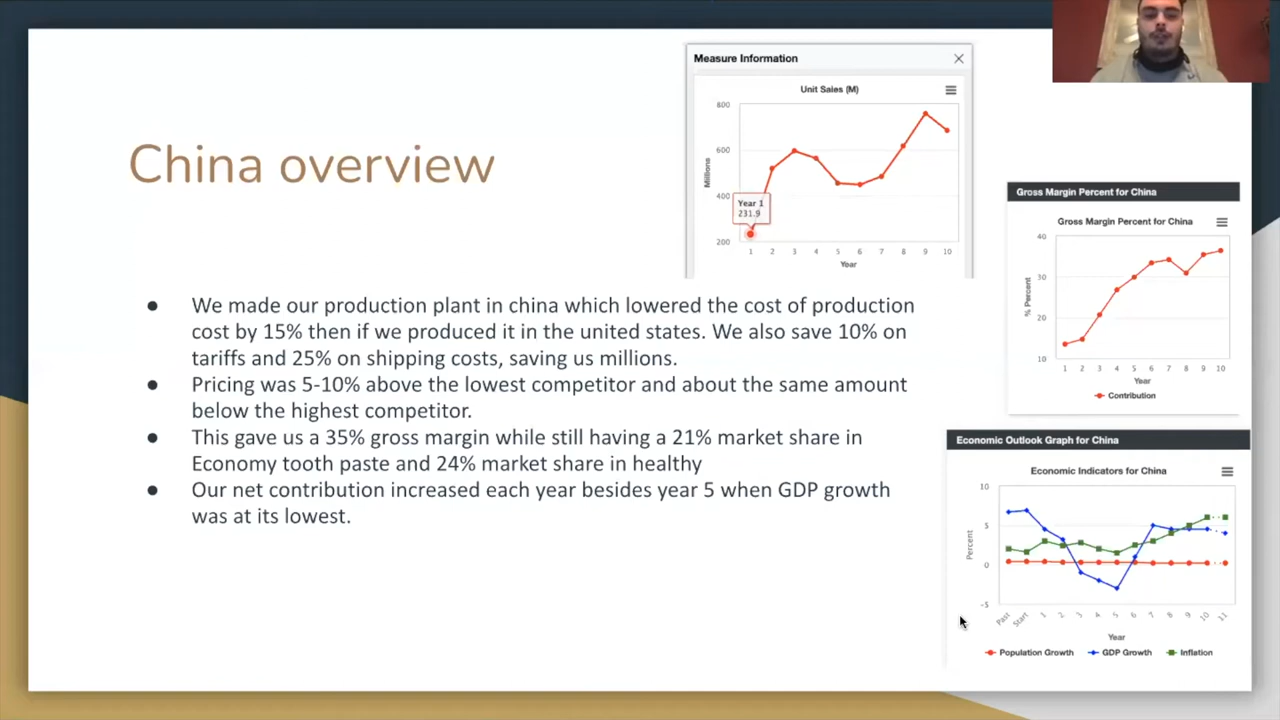 China overview
● We made our production plant in china which lowered the cost of production
cost by 15% then if we produced it in the united states. We also save 10% on
tariffs and 25% on shipping costs, saving us millions.
● Pricing was 5-10% above the lowest competitor and about the same amount
below the highest competitor.
● This gave us a 35% gross margin while still having a 21% market share in
Economy tooth paste and 24% market share in healthy
● Our net contribution increased each year besides year 5 when GDP growth
was at its lowest.
Measure Information
Unit Sales (M)
800
600
400
200
Millions
Year 1
231.9
1 2 3 4 5 6 7 8 9 10
Year
Gross Margin Percent for China
Gross Margin Percent for China
40
30
20
10
% Percent
1 2 3 4 5 6 7 8 9 10
Year
Contribution
Economic Outlook Graph for China
Economic Indicators for China
10
5
0
-5
Percent
Past Start 1 2 3 4 5 6 7 8 9 10 11
Year
Population Growth GDP Growth Inflation